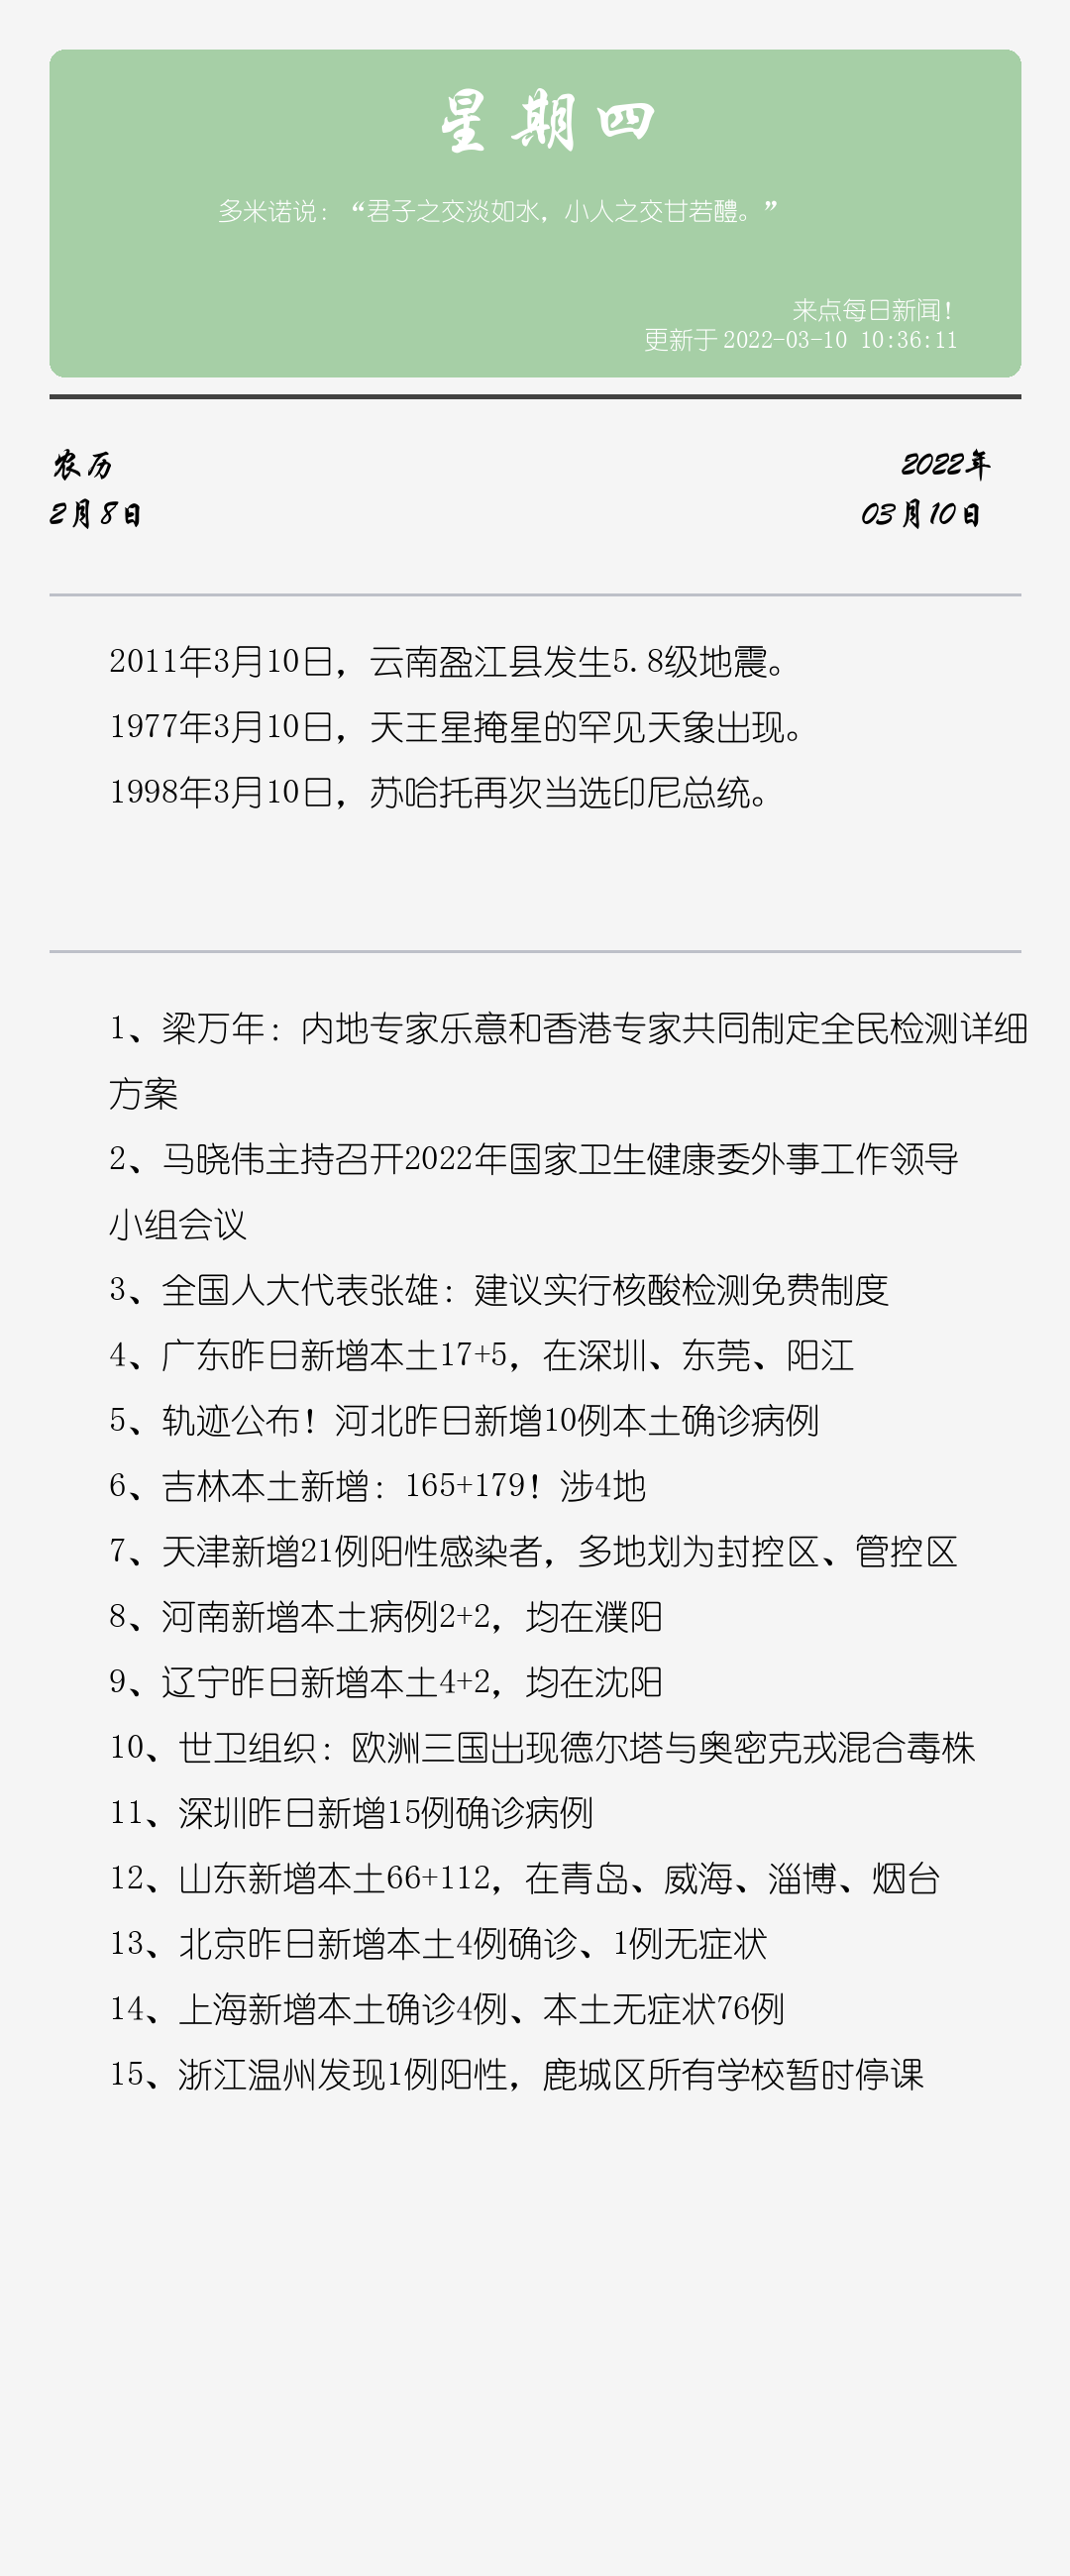 星期四
多米诺说：“君子之交淡如水，小人之交甘若醴。”
来点每日新闻！
更新于 2022-03-10 10:36:11
农历
2月8日
2022年
03月10日
2011年3月10日，云南盈江县发生5.8级地震。
1977年3月10日，天王星掩星的罕见天象出现。
1998年3月10日，苏哈托再次当选印尼总统。
1、梁万年：内地专家乐意和香港专家共同制定全民检测详细
方案
2、马晓伟主持召开2022年国家卫生健康委外事工作领导
小组会议
3、全国人大代表张雄：建议实行核酸检测免费制度
4、广东昨日新增本土17+5，在深圳、东莞、阳江
5、轨迹公布！河北昨日新增10例本土确诊病例
6、吉林本土新增：165+179！涉4地
7、天津新增21例阳性感染者，多地划为封控区、管控区
8、河南新增本土病例2+2，均在濮阳
9、辽宁昨日新增本土4+2，均在沈阳
10、世卫组织：欧洲三国出现德尔塔与奥密克戎混合毒株
11、深圳昨日新增15例确诊病例
12、山东新增本土66+112，在青岛、威海、淄博、烟台
13、北京昨日新增本土4例确诊、1例无症状
14、上海新增本土确诊4例、本土无症状76例
15、浙江温州发现1例阳性，鹿城区所有学校暂时停课